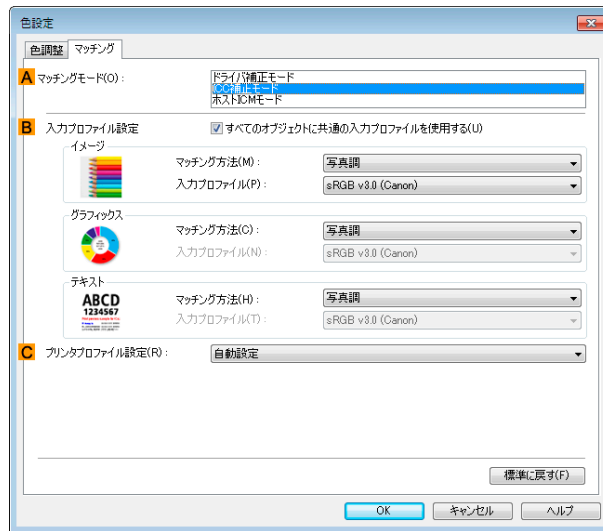 色設定
色調整 マッチング
A マッチングモード(O)：
ドライバ補正モード
ICC補正モード
ホストICMモード
B 入力プロファイル設定 すべてのオブジェクトに共通の入力プロファイルを使用する(U)
イメージ
マッチング方法(M)： 写真調
入力プロファイル(P)： sRGB v3.0 (Canon)
グラフィックス
マッチング方法(C)： 写真調
入力プロファイル(N)： sRGB v3.0 (Canon)
テキスト
ABCD
1234567
マッチング方法(H)： 写真調
入力プロファイル(T)： sRGB v3.0 (Canon)
C プリンタプロファイル設定(R)： 自動設定
標準に戻す(F)
OK キャンセル ヘルプ